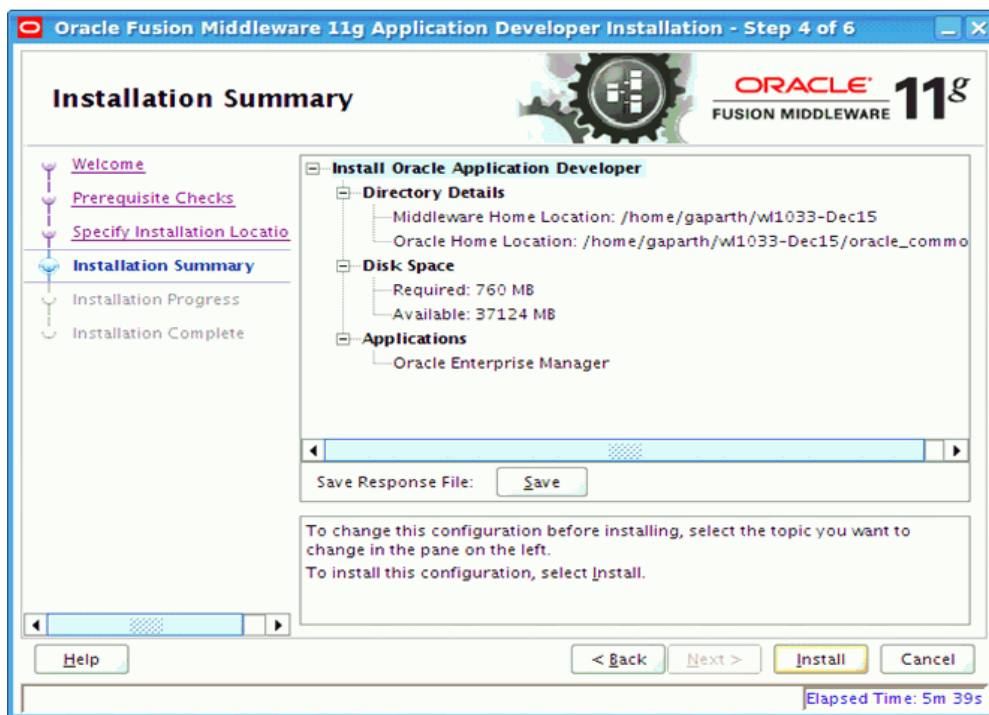 Oracle Fusion Middleware 11g Application Developer Installation - Step 4 of 6
Installation Summary
ORACLE
FUSION MIDDLEWARE 11g
Welcome
Prerequisite Checks
Specify Installation Locatio
Installation Summary
Installation Progress
Installation Complete
Install Oracle Application Developer
Directory Details
Middleware Home Location: /home/gaparth/wl1033-Dec15
Oracle Home Location: /home/gaparth/wl1033-Dec15/oracle_commo
Disk Space
Required: 760 MB
Available: 37124 MB
Applications
Oracle Enterprise Manager
Save Response File: Save
To change this configuration before installing, select the topic you want to
change in the pane on the left.
To install this configuration, select Install.
Help < Back Next > Install Cancel
Elapsed Time: 5m 39s